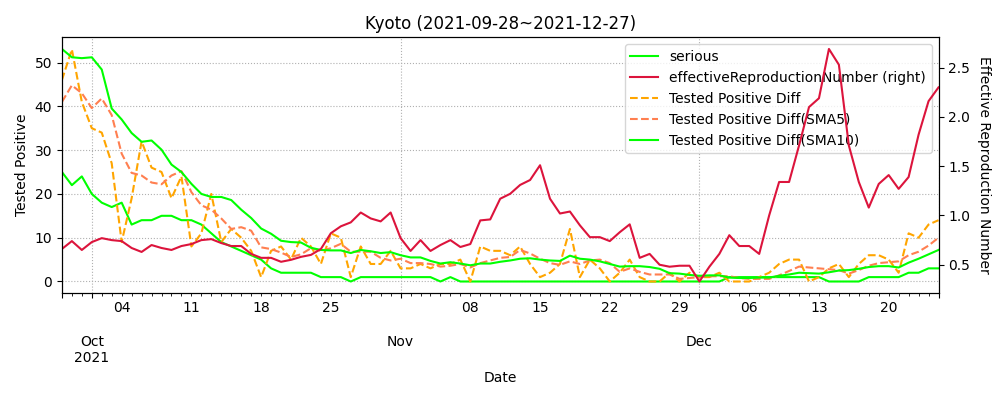 Kyoto (2021-09-28~2021-12-27)
serious
effectiveReproductionNumber (right)
Tested Positive Diff
Tested Positive Diff(SMA5)
Tested Positive Diff(SMA10)
Tested Positive
50
40
30
20
10
0
Effective Reproduction Number
2.5
2.0
1.5
1.0
0.5
04 11 18 25 08 15 22 29 06 13 20
Oct Nov Dec
2021
Date